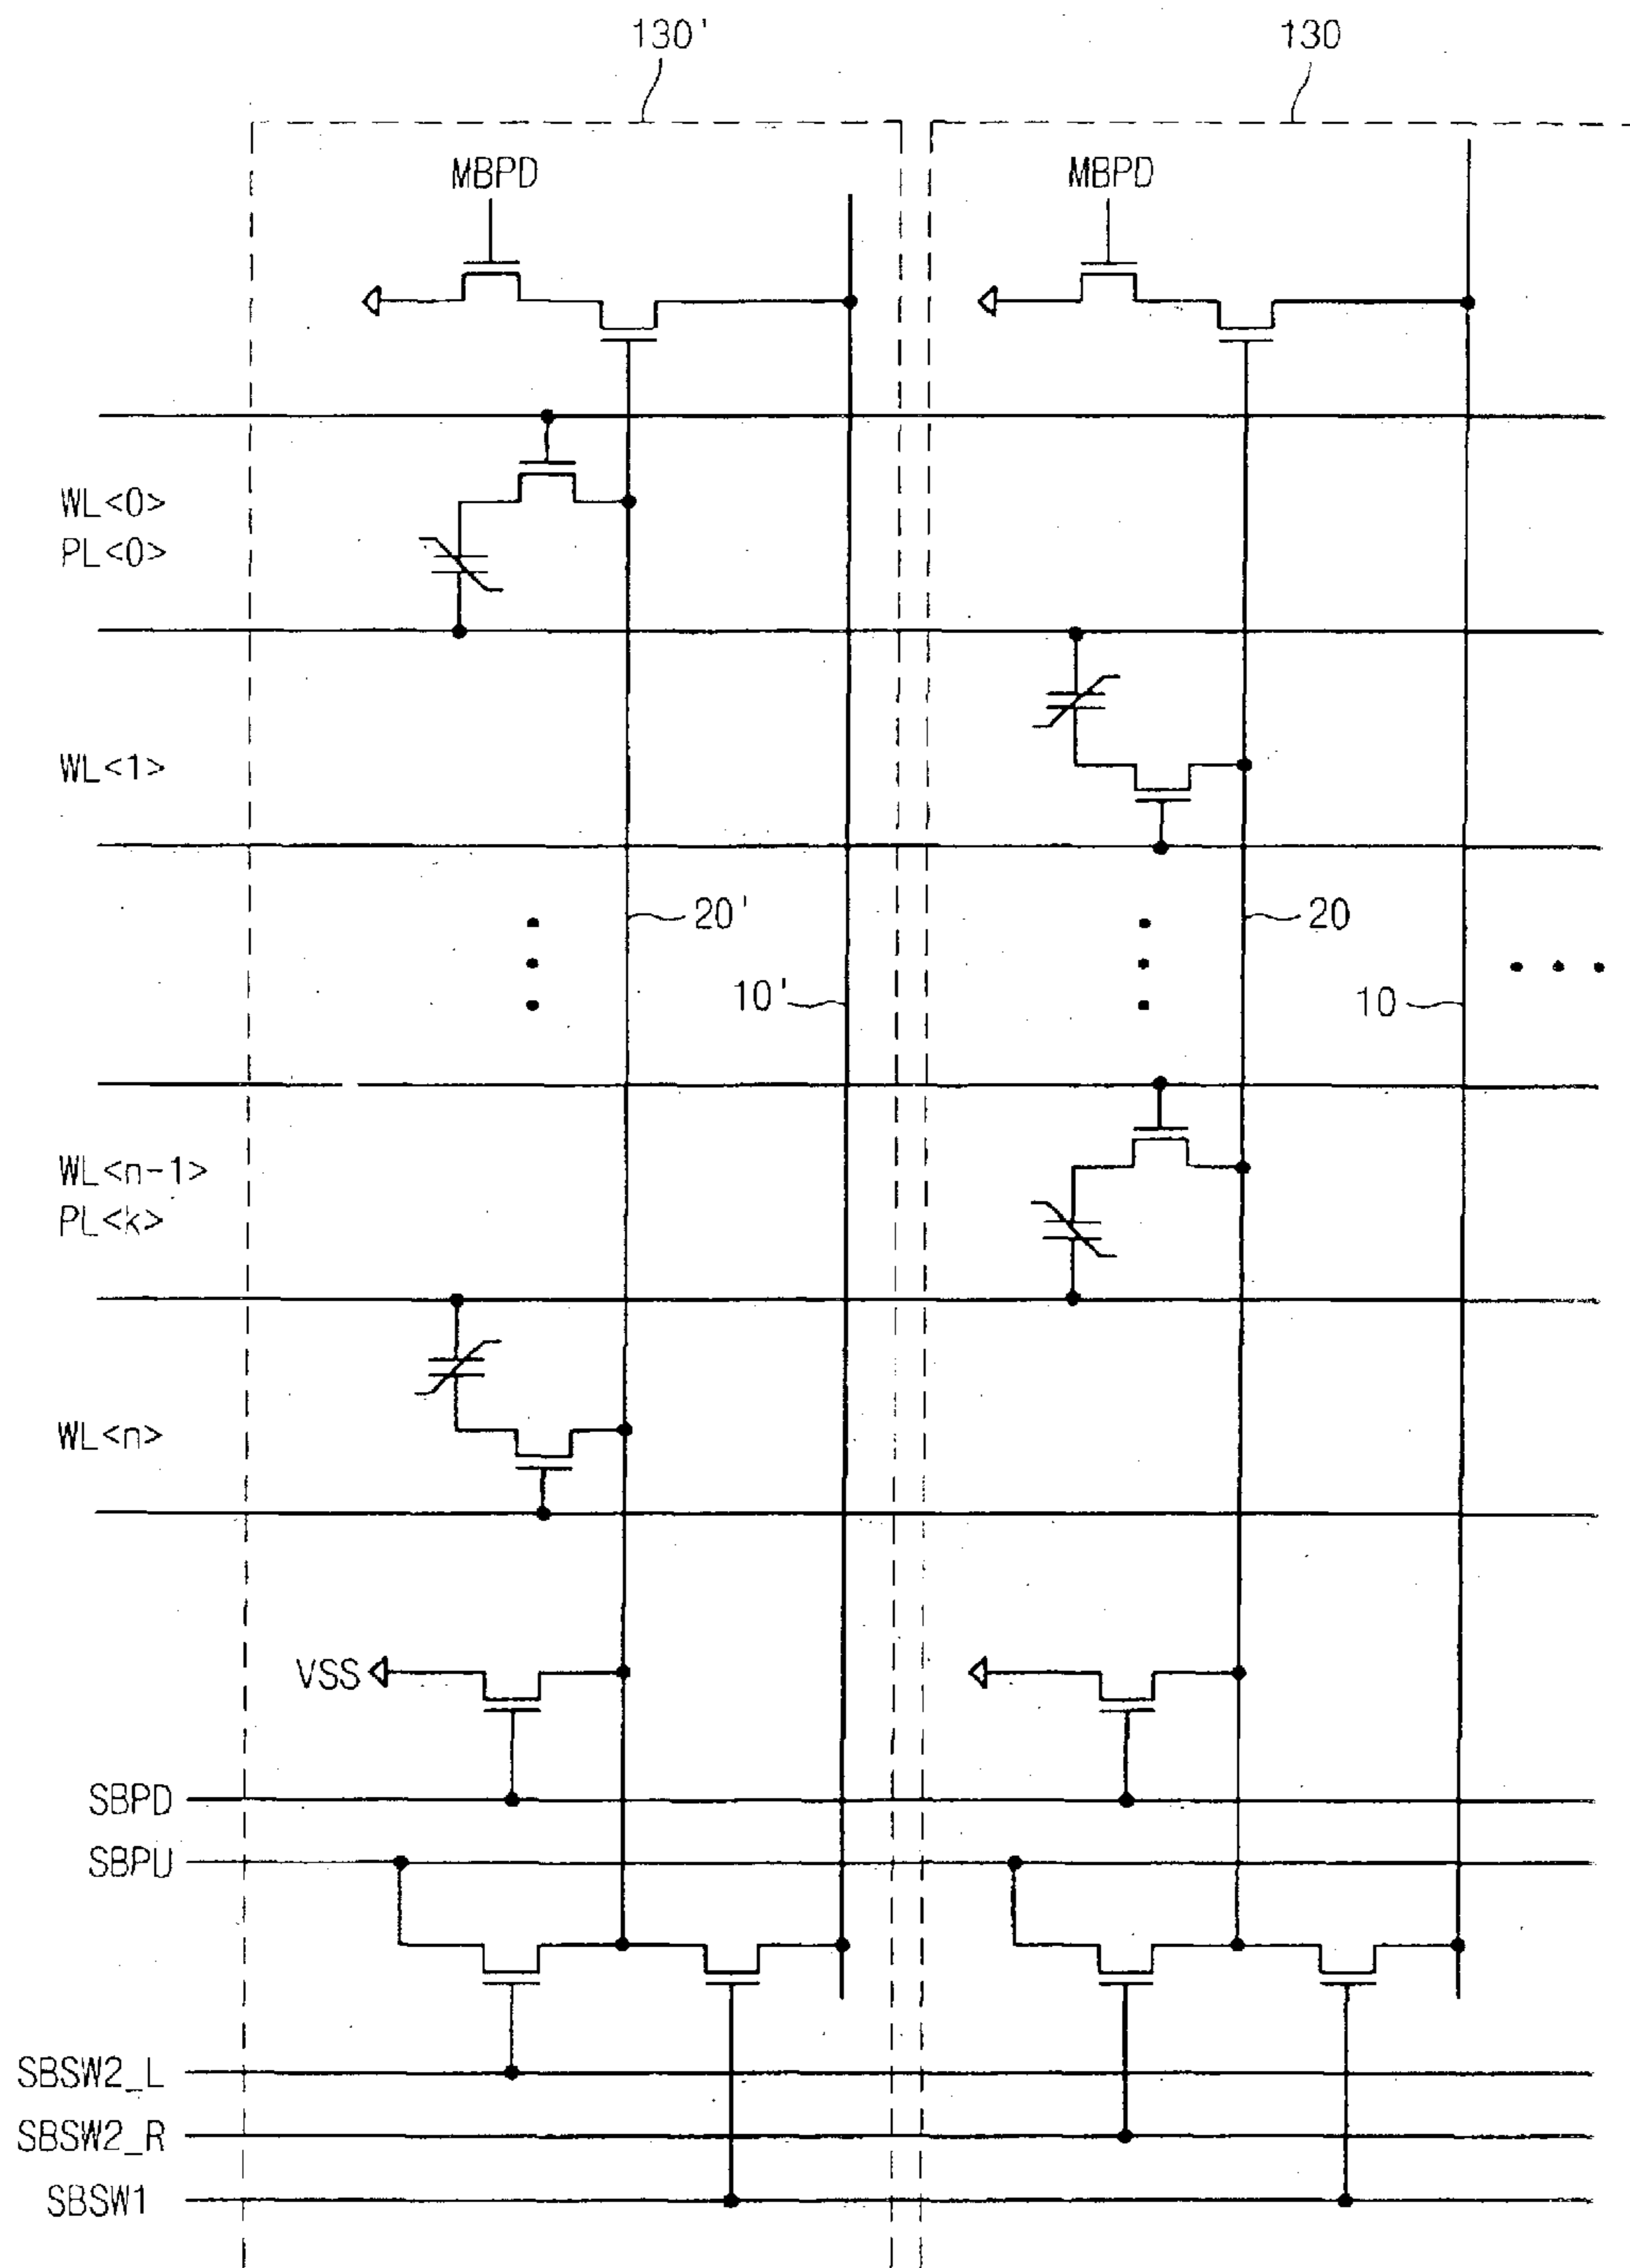 130'
130
MBPD
MBPD
WL<0>
PL<0>
WL<1>
20'
20
10'
10
WL<n-1>
PL<k>
WL<n>
VSS
SBPD
SBPU
SBSW2_L
SBSW2_R
SBSW1